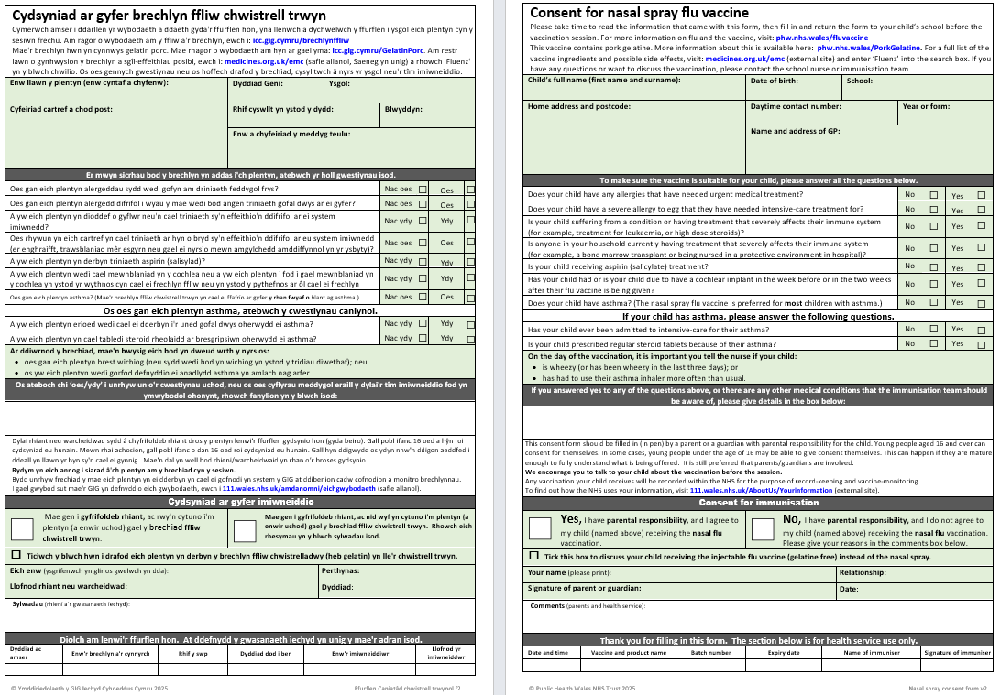 Cydsyniad ar gyfer brechlyn ffliw chwistrell trwyn
Cymerwch amser i ddarllen yr wybodaeth a ddaeth gyda'r ffurflen hon, yna llenwch a dychwelwch y ffurflen i ysgol eich plentyn cyn y
sesiwn frechu. Am ragor o wybodaeth am y ffliw a'r brechlyn, ewch i: icc.gig.cymru/brechlynffliw
Mae'r brechlyn hwn yn cynnwys gelatin porc. Mae rhagor o wybodaeth am hyn ar gael yma: icc.gig.cymru/GelatinPorc. Am restr
lawn o gynhwysion y brechlyn a sgîl-effeithiau posibl, ewch i: medicines.org.uk/emc (safle allanol, Saeneg yn unig) a rhowch 'Fluenz'
yn y blwch chwilio. Os oes gennych gwestiynau neu os hoffech drafod y brechiad, cysylltwch â nyrs yr ysgol neu'r tîm imiwneiddio.
Enw llawn y plentyn (enw cyntaf a chyfenw):
Dyddiad Geni:
Ysgol:
Cyfeiriad cartref a chod post:
Rhif cyswllt yn ystod y dydd:
Blwyddyn:
Enw a chyfeiriad y meddyg teulu:
Er mwyn sicrhau bod y brechlyn yn addas i'ch plentyn, atebwch yr holl gwestiynau isod.
Oes gan eich plentyn alergeddau sydd wedi gofyn am driniaeth feddygol frys? Nac oes Oes
Oes gan eich plentyn alergedd difrifol i wyau y mae wedi bod angen triniaeth gofal dwys ar ei gyfer? Nac oes Oes
A yw eich plentyn yn dioddef o gyflwr neu'n cael triniaeth sy'n effeithio'n ddifrifol ar ei system
imiwnedd? Nac ydy Ydy
Oes rhywun yn eich cartref yn cael triniaeth ar hyn o bryd sy'n effeithio'n ddifrifol ar eu system imiwnedd
(er enghraifft, trawsblaniad mêr esgyrn neu gael ei nyrsio mewn amgylchedd amddiffynnol yn yr ysbyty)? Nac oes Oes
A yw eich plentyn yn derbyn triniaeth aspirin (salisylad)? Nac ydy Ydy
A yw eich plentyn wedi cael mewnblaniad yn y cochlea neu a yw eich plentyn i fod i gael mewnblaniad yn
y cochlea yn ystod yr wythnos cyn cael ei frechlyn ffliw neu yn ystod y pythefnos ar ôl cael ei frechlyn Nac ydy Ydy
Oes gan eich plentyn asthma? (Mae'r brechlyn ffliw chwistrell trwyn yn cael ei ffafrio ar gyfer y rhan fwyaf o blant ag asthma.) Nac oes Oes
Os oes gan eich plentyn asthma, atebwch y cwestiynau canlynol.
A yw eich plentyn erioed wedi cael ei dderbyn i'r uned gofal dwys oherwydd ei asthma? Nac ydy Ydy
A yw eich plentyn yn cael tabledi steroid rheolaidd ar bresgripsiwn oherwydd ei asthma? Nac ydy Ydy
Ar ddiwrnod y brechiad, mae'n bwysig eich bod yn dweud wrth y nyrs os:
• oes gan eich plentyn brest wichiog (neu sydd wedi bod yn wichiog yn ystod y tridiau diwethaf); neu
• os yw eich plentyn wedi gorfod defnyddio ei anadlydd asthma yn amlach nag arfer.
Os ateboch chi 'oes/ydy' i unrhyw un o'r cwestiynau uchod, neu os oes cyflyrau meddygol eraill y dylai'r tîm imiwneiddio fod yn
ymwybodol ohonynt, rhowch fanylion yn y blwch isod:
Dylai rhiant neu warcheidwad sydd â chyfrifoldeb rhiant dros y plentyn lenwi'r ffurflen gydsynio hon (gyda beiro). Gall pobl ifanc 16 oed a hŷn roi
cydsyniad eu hunain. Mewn rhai achosion, gall pobl ifanc o dan 16 oed roi cydsyniad eu hunain. Gall hyn ddigwydd os ydyn nhw'n ddigon aeddfed i
ddeall yn llawn yr hyn sy'n cael ei gynnig. Mae'n dal yn well bod rhieni/warcheidwaid yn rhan o'r broses gydsynio.
Rydym yn eich annog i siarad â'ch plentyn am y brechiad cyn y sesiwn.
Bydd unrhyw frechiad y mae eich plentyn yn ei dderbyn yn cael ei gofnodi yn system y GIG at ddibenion cadw cofnodion a monitro brechlynnau.
I gael gwybod sut mae'r GIG yn defnyddio eich gwybodaeth, ewch i 111.wales.nhs.uk/amdanomni/eichgwybodaeth (safle allanol).
Cydsyniad ar gyfer imiwneiddio
Mae gen i gyfrifoldeb rhiant, ac rwy'n cytuno i'm
plentyn (a enwir uchod) gael y brechiad ffliw
chwistrell trwyn.
Mae gen i gyfrifoldeb rhiant, ac nid wyf yn cytuno i'm plentyn (a
enwir uchod) gael y brechiad ffliw chwistrell trwyn. Rhowch eich
rhesymau yn y blwch sylwadau isod.
Ticiwch y blwch hwn i drafod eich plentyn yn derbyn y brechlyn ffliw chwistrelladwy (heb gelatin) yn lle'r chwistrell trwyn.
Eich enw (ysgrifenwch yn glir os gwelwch yn dda):
Perthynas:
Llofnod rhiant neu warcheidwad:
Dyddiad:
Sylwadau (rhieni a'r gwasanaeth iechyd):
Diolch am lenwi'r ffurflen hon. At ddefnydd y gwasanaeth iechyd yn unig y mae'r adran isod.
Dyddiad ac
amser
Enw'r brechlyn a'r cynnyrch
Rhif y swp
Dyddiad dod i ben
Enw'r imiwneiddiwr
Llofnod yr
imiwneiddwr
© Ymddiriedolaeth y GIG Iechyd Cyhoeddus Cymru 2025
Ffurflen Caniatâd chwistrell trwynol f2
Consent for nasal spray flu vaccine
Please take time to read the information that came with this form, then fill in and return the form to your child's school before the
vaccination session. For more information on flu and the vaccine, visit: phw.nhs.wales/fluvaccine
This vaccine contains pork gelatine. More information about this is available here: phw.nhs.wales/PorkGelatine. For a full list of the
vaccine ingredients and possible side effects, visit: medicines.org.uk/emc (external site) and enter 'Fluenz' into the search box. If you
have any questions or want to discuss the vaccination, please contact the school nurse or immunisation team.
Child's full name (first name and surname):
Date of birth:
School:
Home address and postcode:
Daytime contact number:
Year or form:
Name and address of GP:
To make sure the vaccine is suitable for your child, please answer all the questions below.
Does your child have any allergies that have needed urgent medical treatment? No Yes
Does your child have a severe allergy to egg that they have needed intensive-care treatment for? No Yes
Is your child suffering from a condition or having treatment that severely affects their immune system
(for example, treatment for leukaemia, or high dose steroids)? No Yes
Is anyone in your household currently having treatment that severely affects their immune system
(for example, a bone marrow transplant or being nursed in a protective environment in hospital)? No Yes
Is your child receiving aspirin (salicylate) treatment? No Yes
Has your child had or is your child due to have a cochlear implant in the week before or in the two weeks
after their flu vaccine is being given? No Yes
Does your child have asthma? (The nasal spray flu vaccine is preferred for most children with asthma.) No Yes
If your child has asthma, please answer the following questions.
Has your child ever been admitted to intensive-care for their asthma? No Yes
Is your child prescribed regular steroid tablets because of their asthma? No Yes
On the day of the vaccination, it is important you tell the nurse if your child:
• is wheezy (or has been wheezy in the last three days); or
• has had to use their asthma inhaler more often than usual.
If you answered yes to any of the questions above, or there are any other medical conditions that the immunisation team should
be aware of, please give details in the box below:
This consent form should be filled in (in pen) by a parent or a guardian with parental responsibility for the child. Young people aged 16 and over can
consent for themselves. In some cases, young people under the age of 16 may be able to give consent themselves. This can happen if they are mature
enough to fully understand what is being offered. It is still preferred that parents/guardians are involved.
We encourage you to talk to your child about the vaccination before the session.
Any vaccination your child receives will be recorded within the NHS for the purpose of record-keeping and vaccine-monitoring.
To find out how the NHS uses your information, visit 111.wales.nhs.uk/AboutUs/Yourinformation (external site).
Consent for immunisation
Yes, I have parental responsibility, and I agree to
my child (named above) receiving the nasal flu
vaccination.
No, I have parental responsibility, and I do not agree to
my child (named above) receiving the nasal flu vaccination.
Please give your reasons in the comments box below.
Tick this box to discuss your child receiving the injectable flu vaccine (gelatine free) instead of the nasal spray.
Your name (please print):
Relationship:
Signature of parent or guardian:
Date:
Comments (parents and health service):
Thank you for filling in this form. The section below is for health service use only.
Date and time
Vaccine and product name
Batch number
Expiry date
Name of immuniser
Signature of immuniser
© Public Health Wales NHS Trust 2025
Nasal spray consent form v2